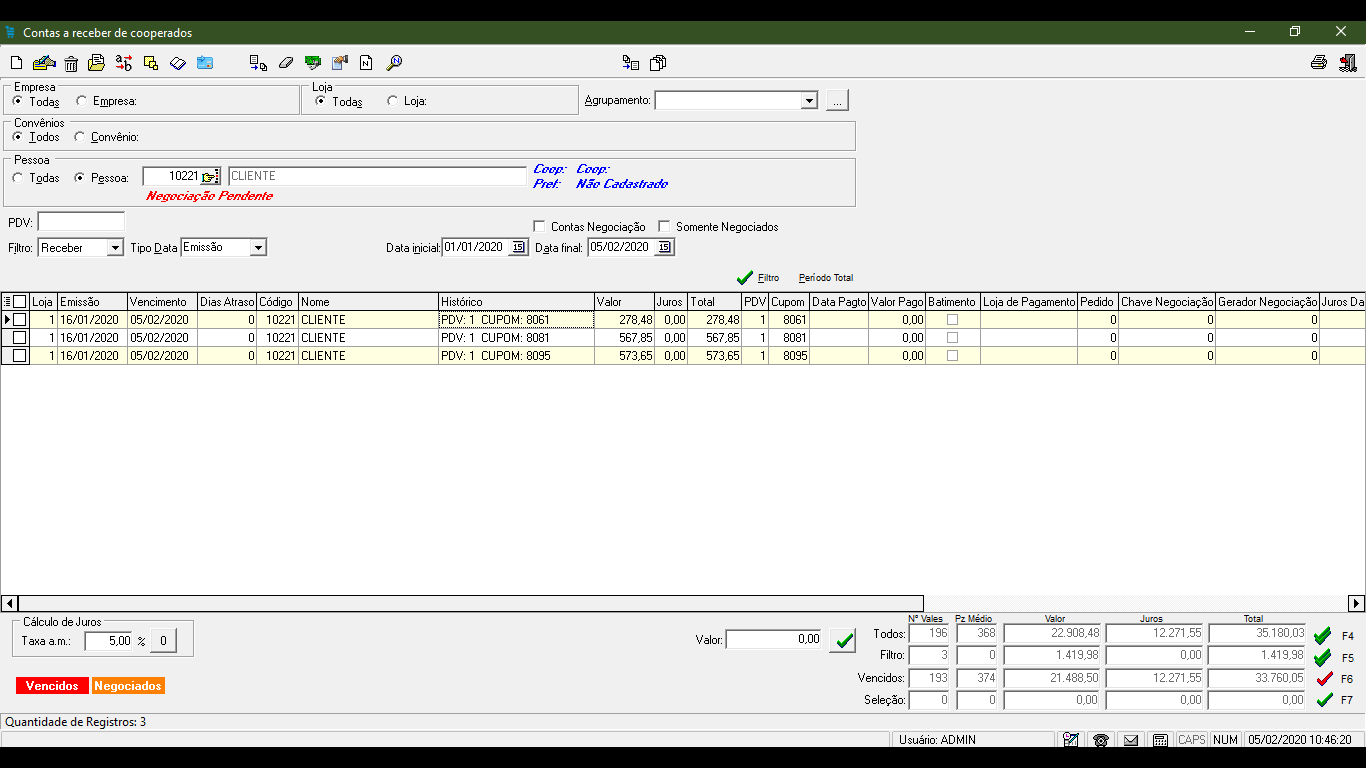 Contas a receber de cooperados
Empresa
Todas Empresa:
Loja
Todas Loja:
Agrupamento:
...
Convênios
Todos Convênio:
Pessoa
Todas Pessoa: 10221 CLIENTE
Coop: Coop:
Pref: Não Cadastrado
Negociação Pendente
PDV:
Contas Negociação Somente Negociados
Filtro: Receber Tipo Data Emissão Data inicial: 01/01/2020 15 Data final: 05/02/2020 15
Filtro Período Total
Loja Emissão Vencimento Dias Atraso Código Nome Histórico Valor Juros Total PDV Cupom Data Pagto Valor Pago Batimento Loja de Pagamento Pedido Chave Negociação Gerador Negociação Juros Da
1 16/01/2020 05/02/2020 0 10221 CLIENTE PDV: 1 CUPOM: 8061 278,48 0,00 278,48 1 8061 0,00 0 0 0
1 16/01/2020 05/02/2020 0 10221 CLIENTE PDV: 1 CUPOM: 8081 567,85 0,00 567,85 1 8081 0,00 0 0 0
1 16/01/2020 05/02/2020 0 10221 CLIENTE PDV: 1 CUPOM: 8095 573,65 0,00 573,65 1 8095 0,00 0 0 0
Cálculo de Juros
Taxa a.m.: 5,00 % 0
Valor: 0,00
Nº Vales Pz Médio Valor Juros Total
Todos: 196 368 22.908,48 12.271,55 35.180,03 F4
Filtro: 3 0 1.419,98 0,00 1.419,98 F5
Vencidos: 193 374 21.488,50 12.271,55 33.760,05 F6
Seleção: 0 0 0,00 0,00 0,00 F7
Vencidos Negociados
Quantidade de Registros: 3
Usuário: ADMIN CAPS NUM 05/02/2020 10:46:20